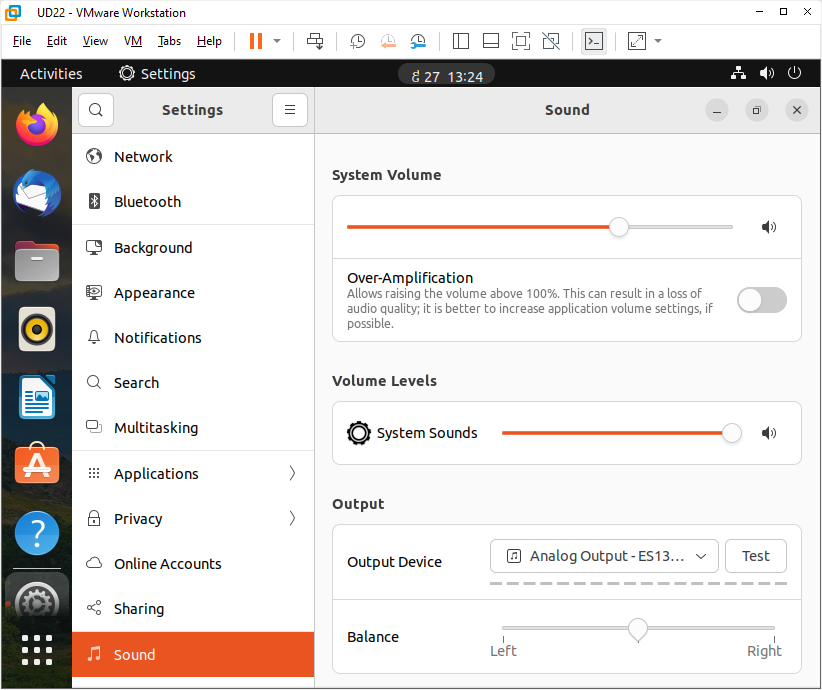 UD22 - VMware Workstation
File Edit View VM Tabs Help
Activities Settings 27 13:24
Settings
Sound
Network
Bluetooth
Background
Appearance
Notifications
Search
Multitasking
Applications
Privacy
Online Accounts
Sharing
Sound
System Volume
Over-Amplification
Allows raising the volume above 100%. This can result in a loss of
audio quality; it is better to increase application volume settings, if
possible.
Volume Levels
System Sounds
Output
Output Device Analog Output - ES13… Test
Balance
Left Right